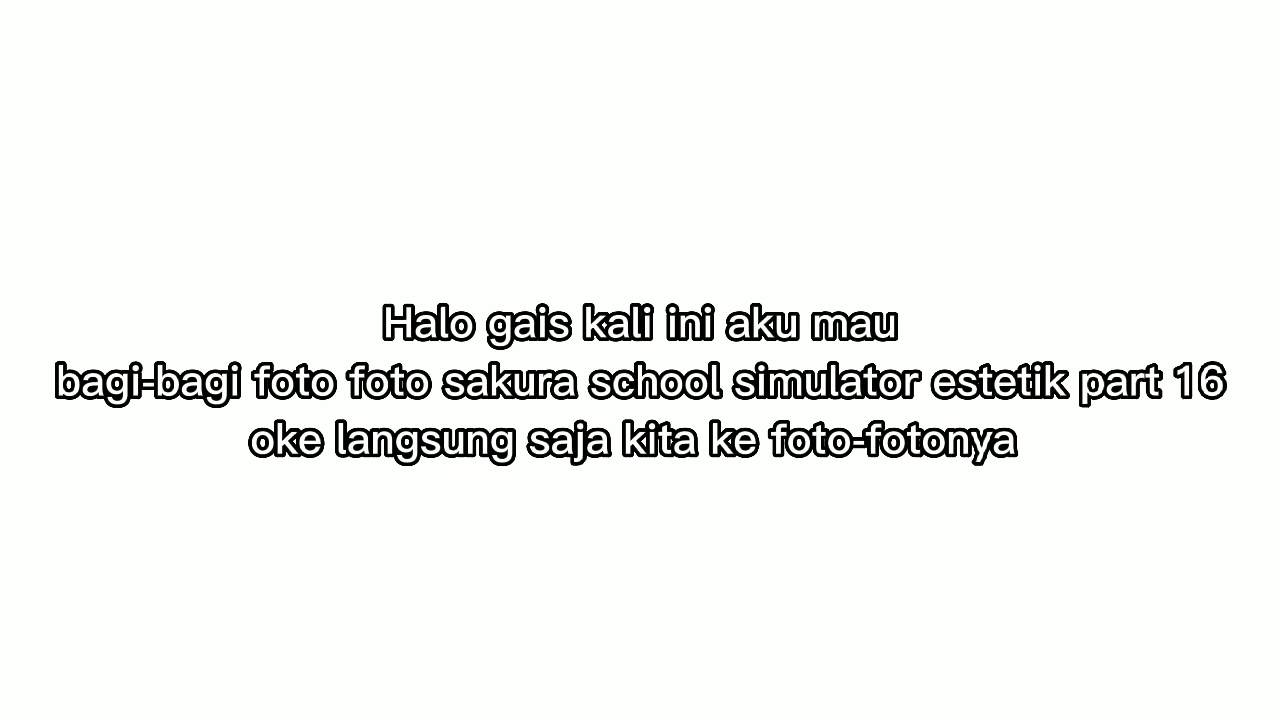 Halo gais kali ini aku mau
bagi-bagi foto foto sakura school simulator estetik part 16
oke langsung saja kita ke foto-fotonya